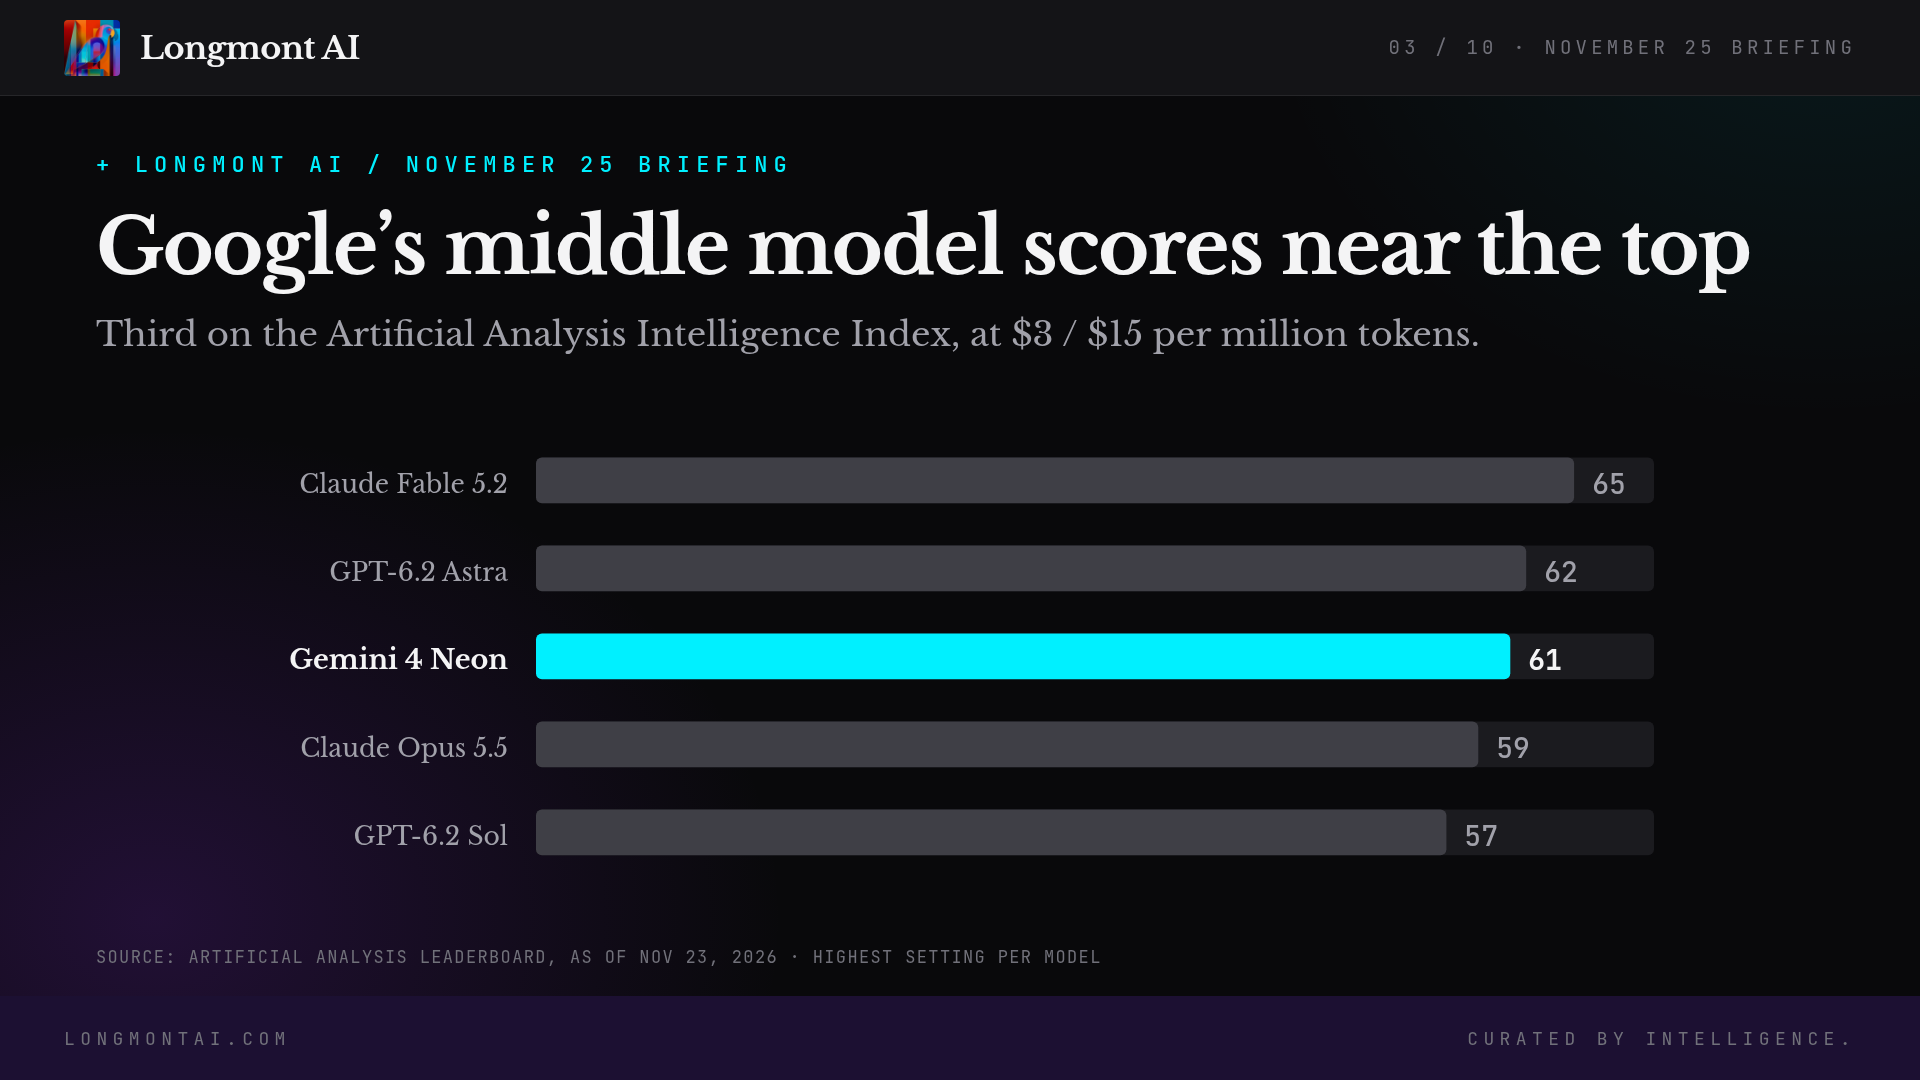 Longmont AI
03 / 10 · NOVEMBER 25 BRIEFING
+ LONGMONT AI / NOVEMBER 25 BRIEFING
Google’s middle model scores near the top
Third on the Artificial Analysis Intelligence Index, at $3 / $15 per million tokens.
Claude Fable 5.2 65
GPT-6.2 Astra 62
Gemini 4 Neon 61
Claude Opus 5.5 59
GPT-6.2 Sol 57
SOURCE: ARTIFICIAL ANALYSIS LEADERBOARD, AS OF NOV 23, 2026 · HIGHEST SETTING PER MODEL
LONGMONTAI.COM
CURATED BY INTELLIGENCE.